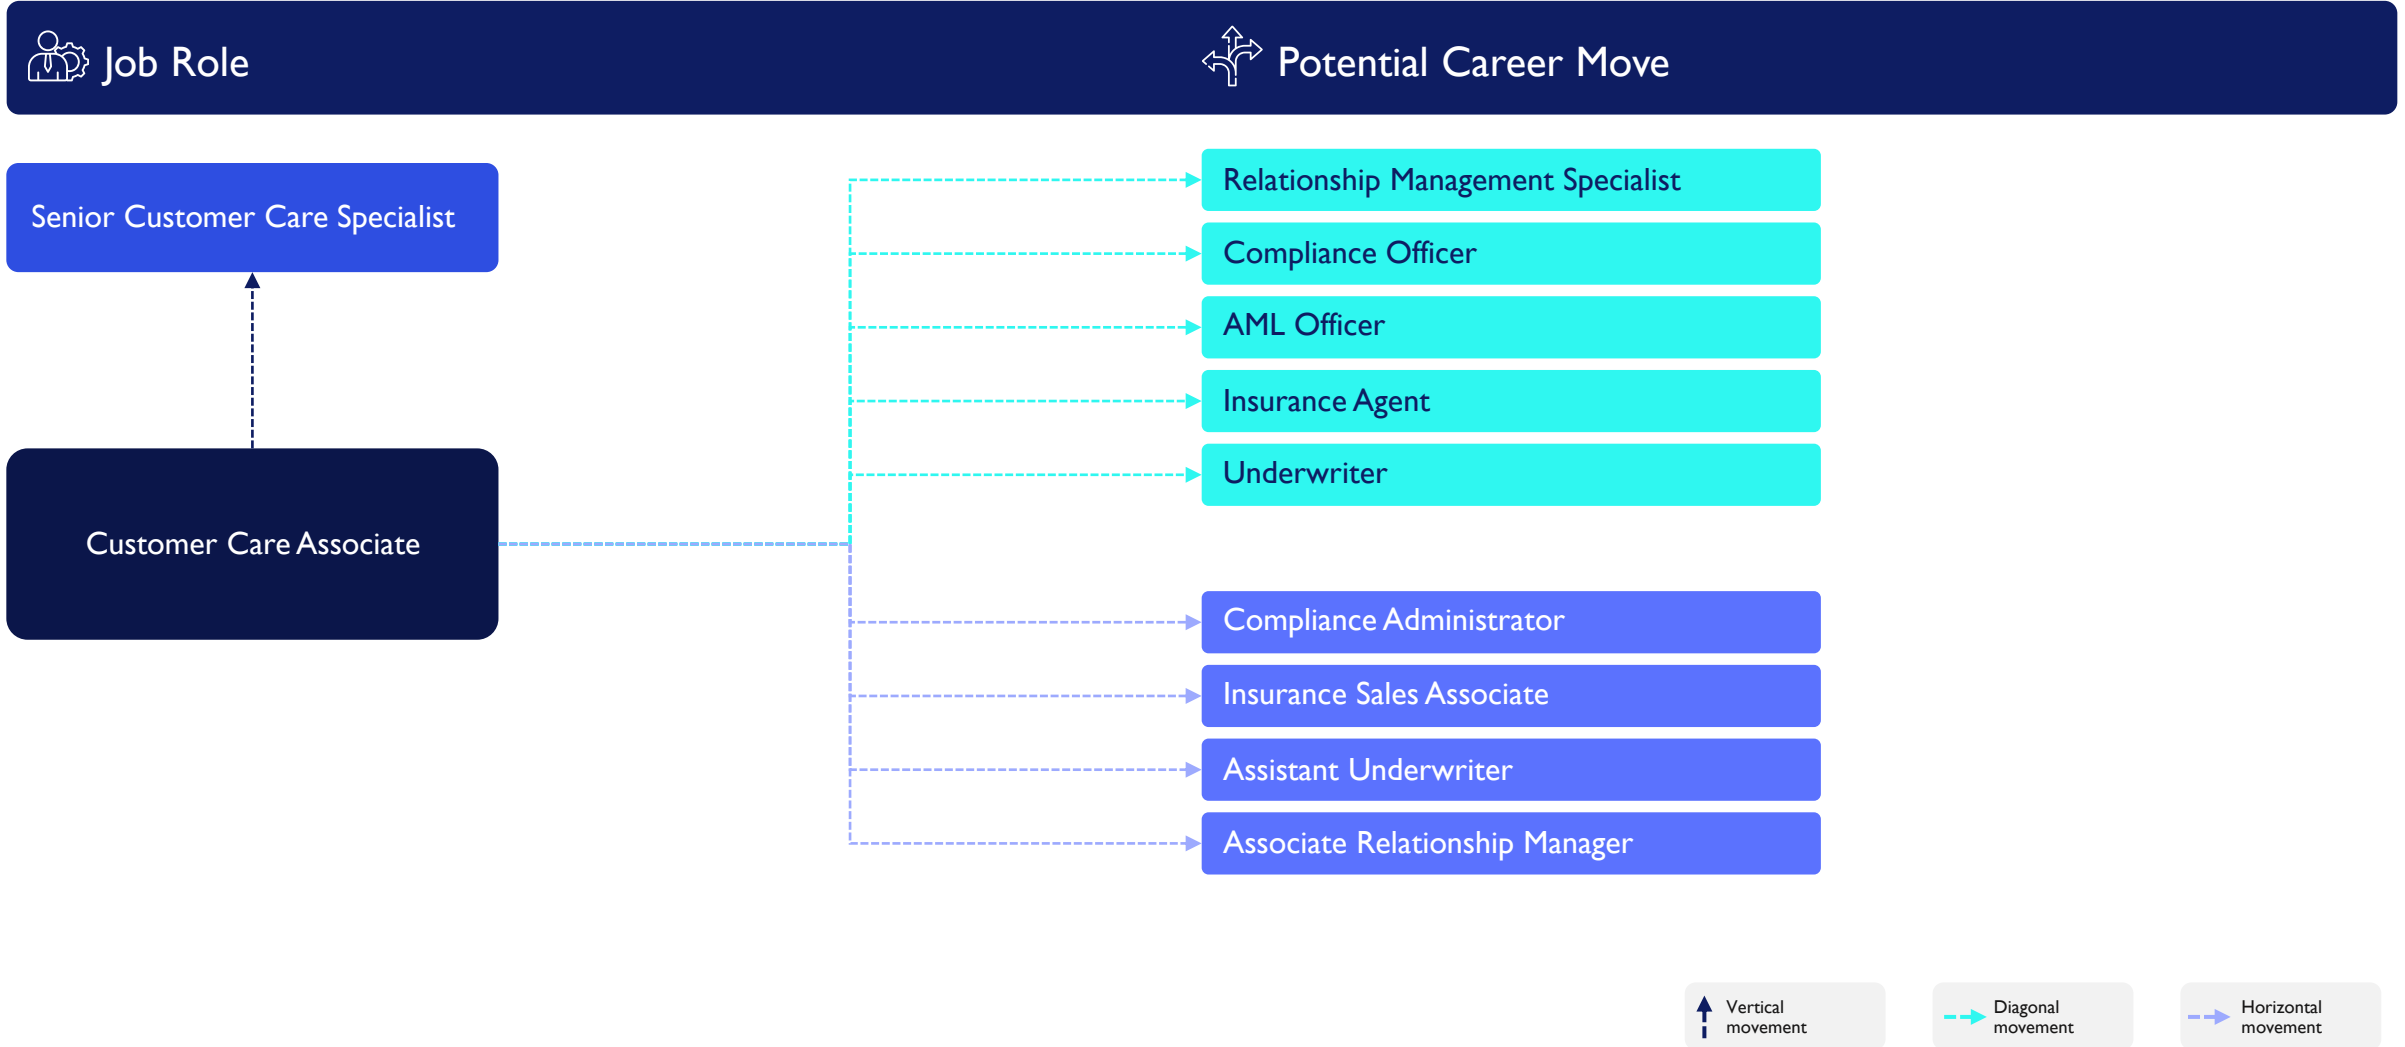 Job Role
Potential Career Move
Senior Customer Care Specialist
Customer Care Associate
Relationship Management Specialist
Compliance Officer
AML Officer
Insurance Agent
Underwriter
Compliance Administrator
Insurance Sales Associate
Assistant Underwriter
Associate Relationship Manager
Vertical
movement
Diagonal
movement
Horizontal
movement